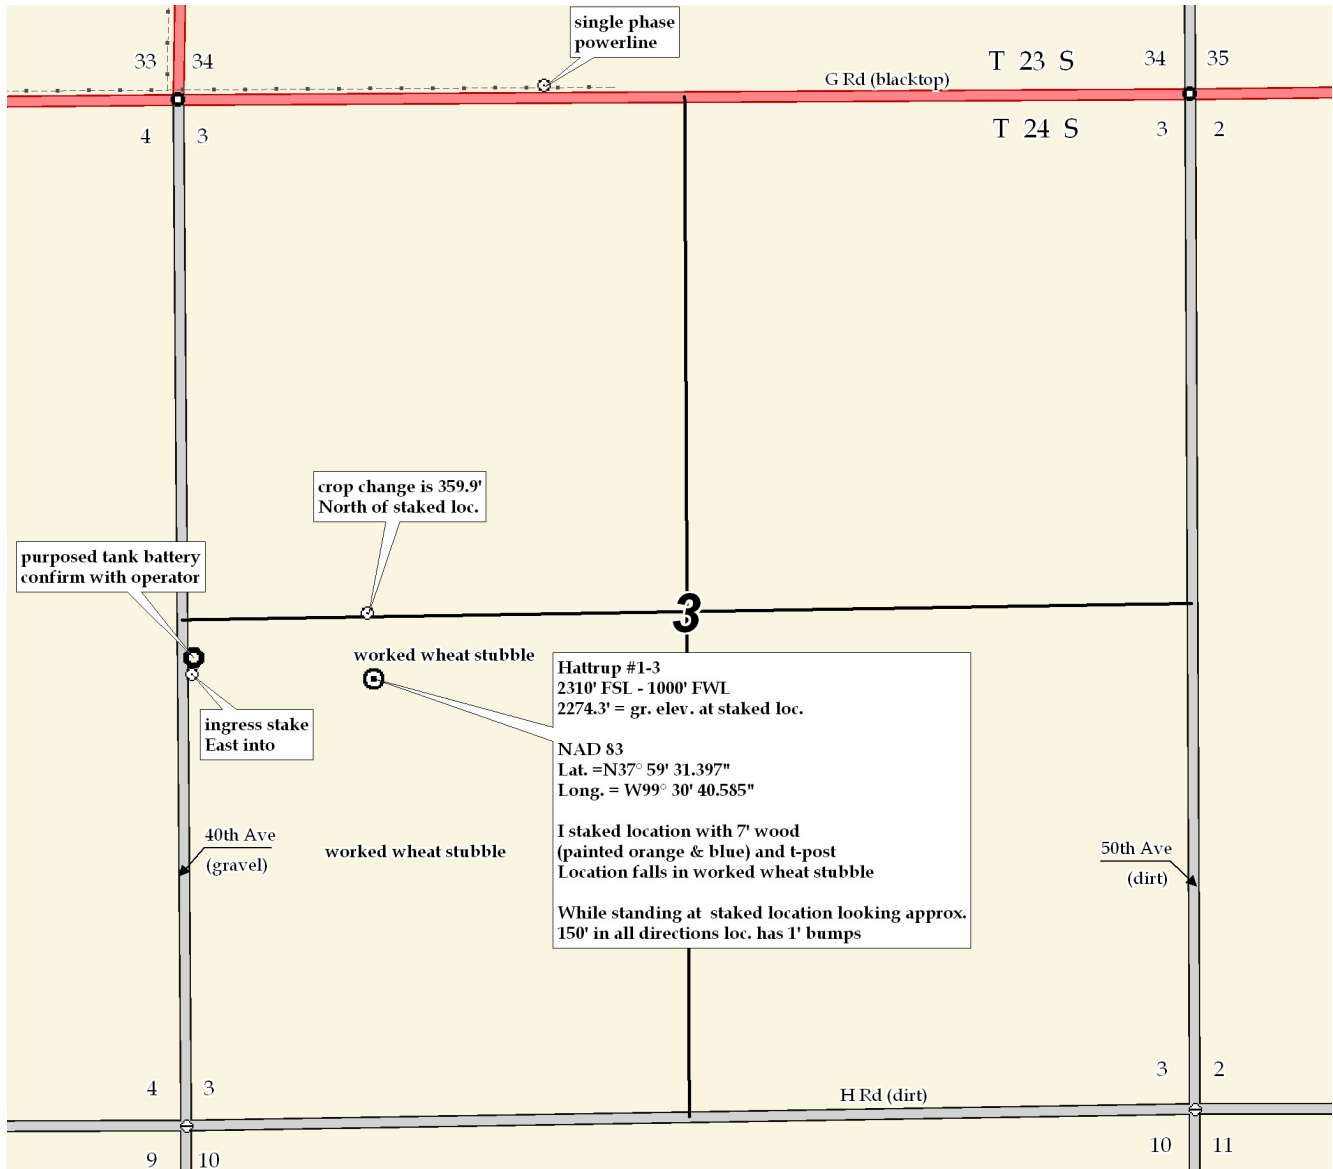 single phase
powerline
33
34
T 23 S
34
35
G Rd (blacktop)
4
3
T 24 S
3
2
crop change is 359.9'
North of staked loc.
purposed tank battery
confirm with operator
3
worked wheat stubble
Hattrup #1-3
2310' FSL - 1000' FWL
2274.3' = gr. elev. at staked loc.
NAD 83
Lat. =N37° 59' 31.397"
Long. = W99° 30' 40.585"
I staked location with 7' wood
(painted orange & blue) and t-post
Location falls in worked wheat stubble
While standing at  staked location looking approx.
150' in all directions loc. has 1' bumps
ingress stake
East into
40th Ave
(gravel)
worked wheat stubble
50th Ave
(dirt)
4
3
H Rd (dirt)
3
2
9
10
10
11